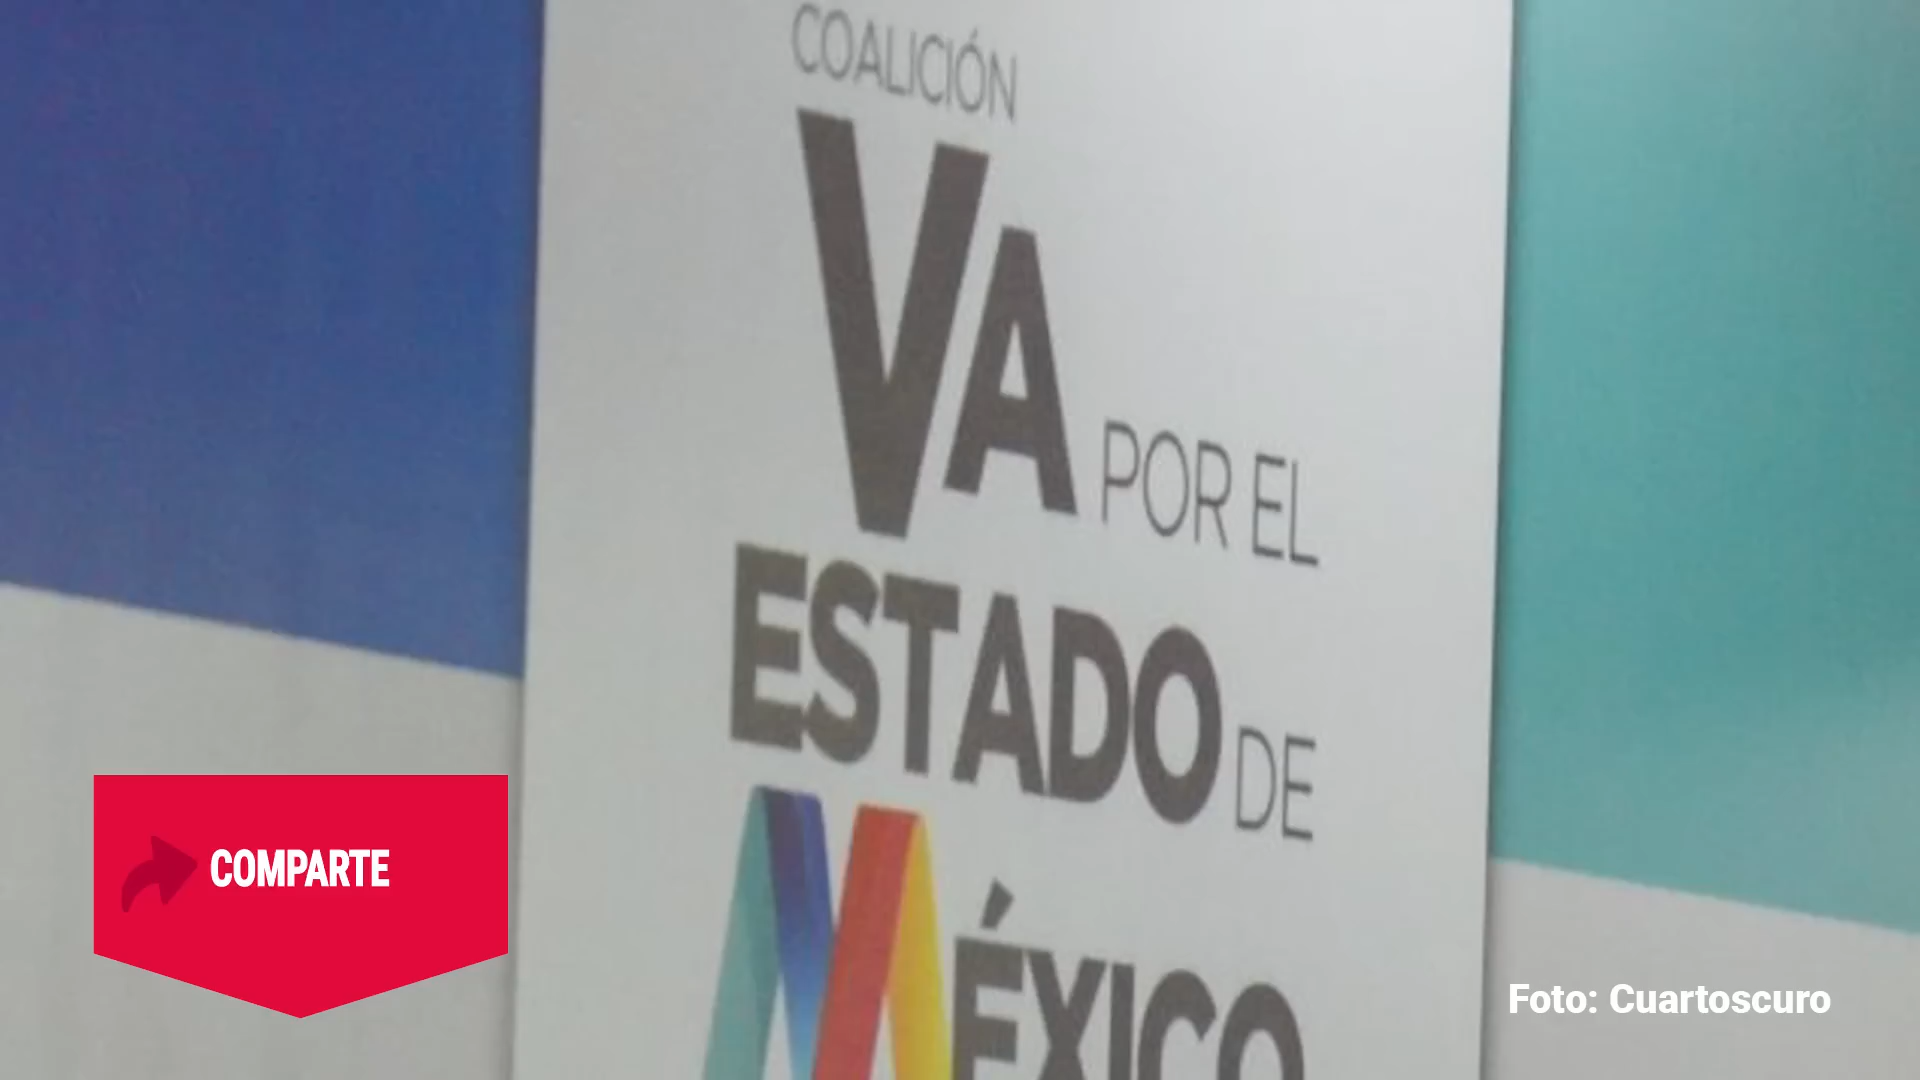 COALICIÓN
VA POR EL
ESTADO DE
MÉXICO
COMPARTE
Foto: Cuartoscuro